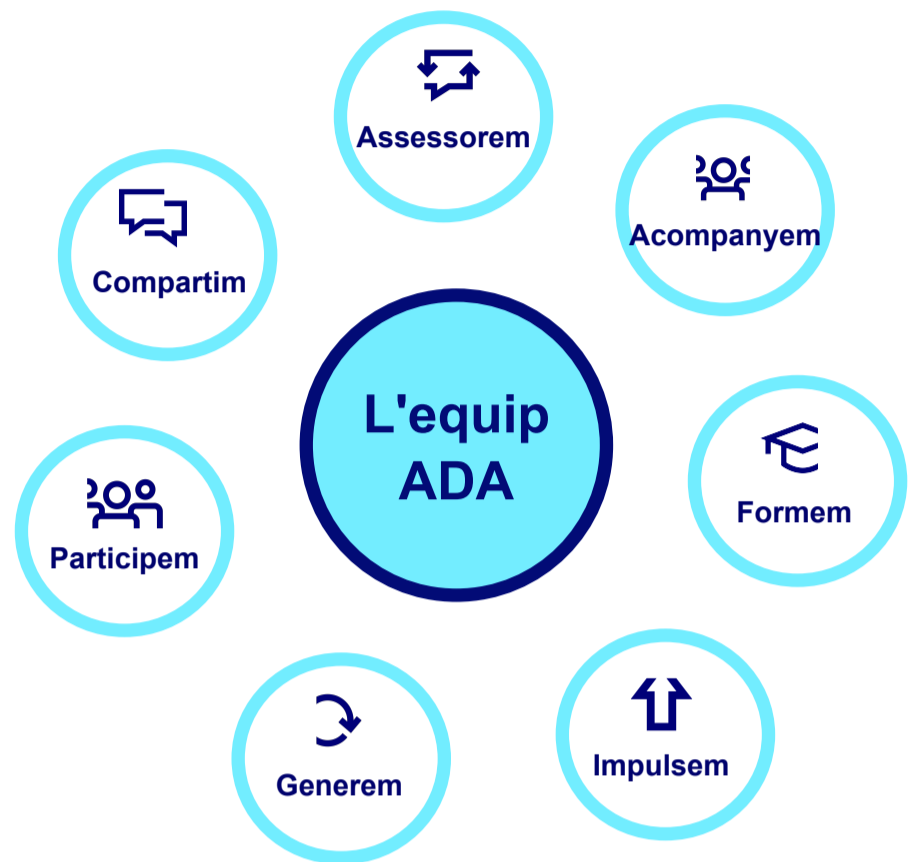 Assessorem
Acompanyem
Compartim
L'equip
ADA
Formem
Participem
Impulsem
Generem